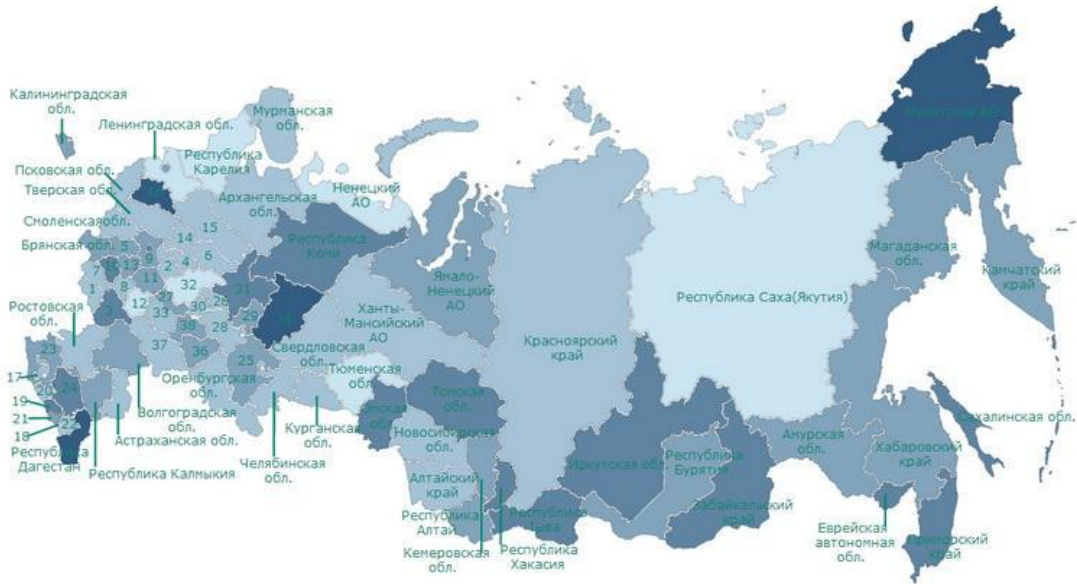 Калининградская
обл.
Ленинградская обл.
Мурманская
обл.
Псковская обл.
Тверская обл.
Республика
Карелия
Архангельская
обл.
Ненецкий
АО
Смоленскаяобл.
Брянская обл.
Республика
Коми
15
14
5
9
13
7
2
4
6
11
1
8
3
12
32
27
33
30
31
29
28
38
37
36
25
Ямало-
Ненецкий
АО
Ханты-
Мансийский
АО
Красноярский
край
Республика Саха(Якутия)
Чукотский АО
Магаданская
обл.
Камчатский
край
Ростовская
обл.
23
17
20
24
19
21
18
22
Свердловская
обл.
Тюменская
обл.
Оренбургская
обл.
Волгоградская
обл.
Астраханская обл.
Республика
Дагестан
Республика Калмыкия
Челябинская
обл.
Курганская
обл.
Омская
обл.
Томская
обл.
Новосибирская
обл.
Алтайский
край
Республика
Алтай
Кемеровская
обл.
Республика
Хакасия
Республика
Тыва
Иркутская обл.
Республика
Бурятия
Забайкальский
край
Амурская
обл.
Хабаровский
край
Сахалинская обл.
Еврейская
автономная
обл.
Приморский
край